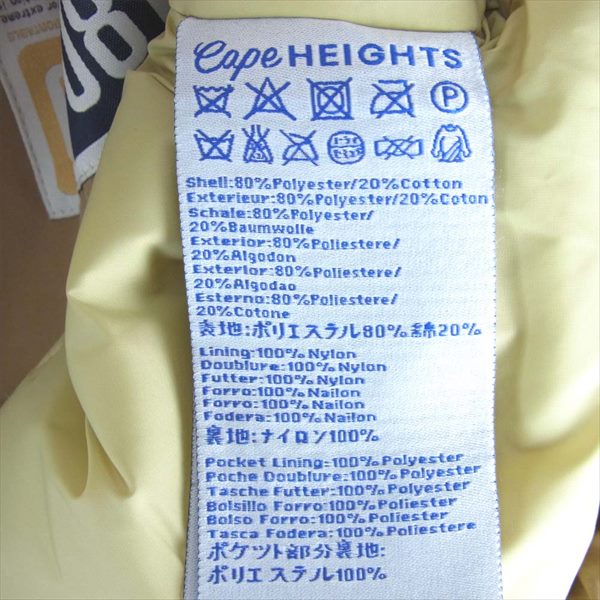 Cape HEIGHTS
P
Shell:80%Polyester/20%Cotton
Exterieur:80%Polyester/20%Coton
Schale:80%Polyester/
20%Baumwolle
Exterior:80%Poliestere/
20%Algodon
Exterior:80%Poliestere/
20%Algodao
Esterno:80%Poliestere/
20%Cotone
表地:ポリエステル80%綿20%
Lining:100%Nylon
Doublure:100%Nylon
Futter:100%Nylon
Forro:100%Nailon
Forro:100%Nailon
Fodera:100%Nailon
裏地:ナイロン100%
Pocket Lining:100%Polyester
Poche Doublure:100%Polyester
Tasche Futter:100%Polyester
Bolsillo Forro:100%Poliester
Bolso Forro:100%Poliester
Tasca Fodera:100%Poliestere
ポケツト部分裏地:
ポリエステル100%